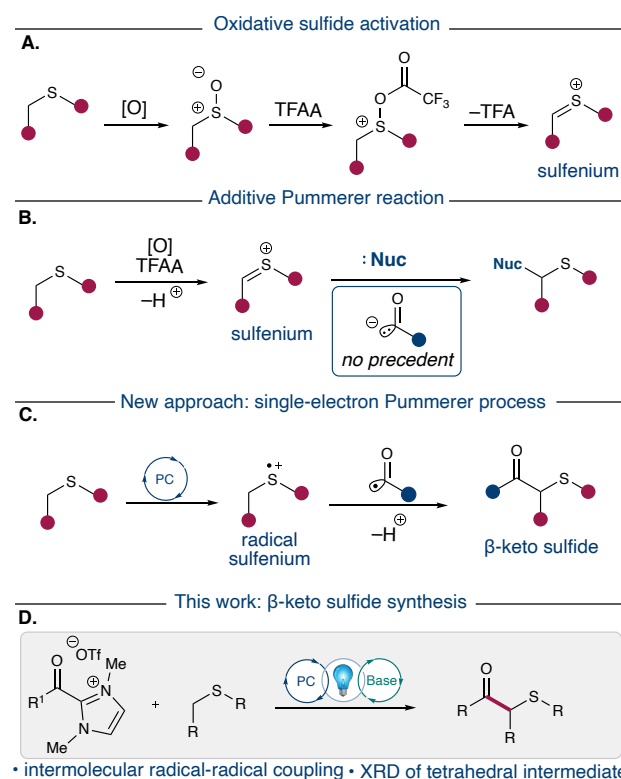 Oxidative sulfide activation
A.
S
[O]
⊖
O
⊕
S
TFAA
O
O
CF3
⊕
S
–TFA
⊕
S
sulfenium
Additive Pummerer reaction
B.
S
[O]
TFAA
–H⊕
⊕
S
sulfenium
:Nuc
O
⊖
no precedent
Nuc
S
New approach: single-electron Pummerer process
C.
S
PC
•+
S
radical
sulfenium
O
–H⊕
O
S
β-keto sulfide
This work: β-keto sulfide synthesis
D.
⊖OTf
O
Me
R1
⊕
N
N
Me
+
S
R
R
PC
Base
O
S
R
R
R
• intermolecular radical-radical coupling • XRD of tetrahedral intermediate